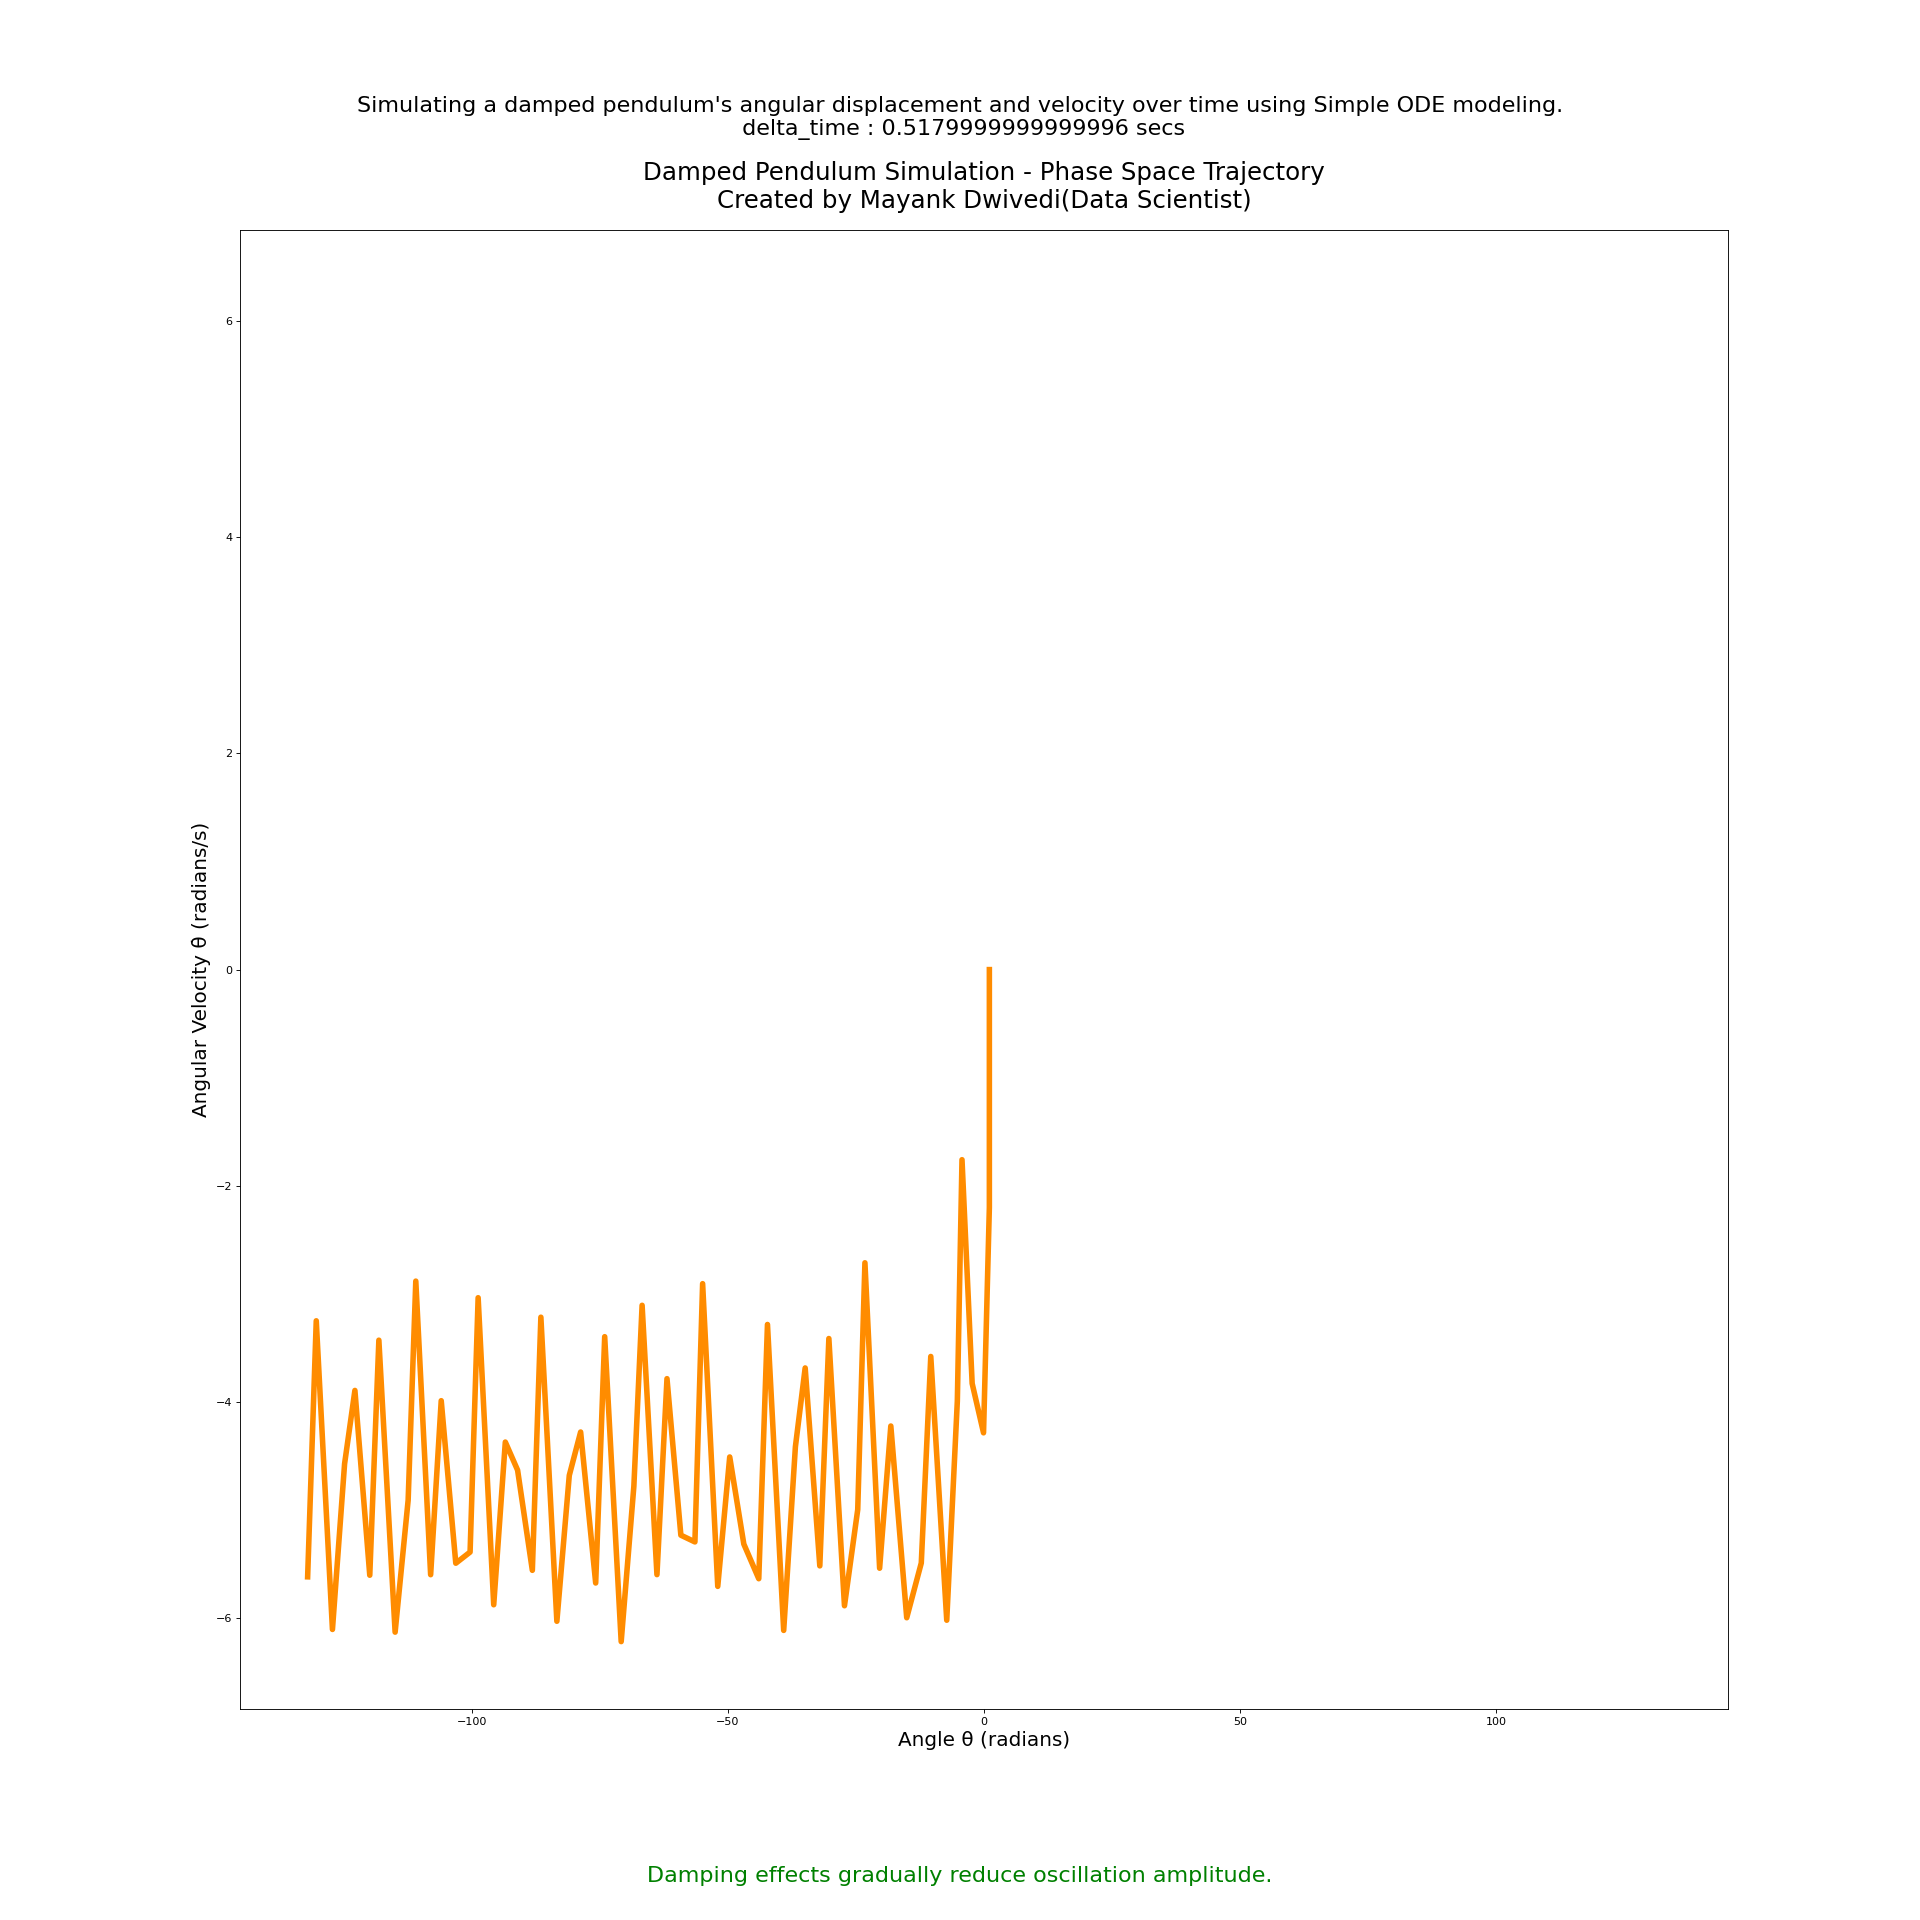 Simulating a damped pendulum's angular displacement and velocity over time using Simple ODE modeling.
delta_time : 0.5179999999999996 secs
Damped Pendulum Simulation - Phase Space Trajectory
Created by Mayank Dwivedi(Data Scientist)
6
4
2
0
−2
−4
−6
Angular Velocity θ (radians/s)
−100
−50
0
50
100
Angle θ (radians)
Damping effects gradually reduce oscillation amplitude.